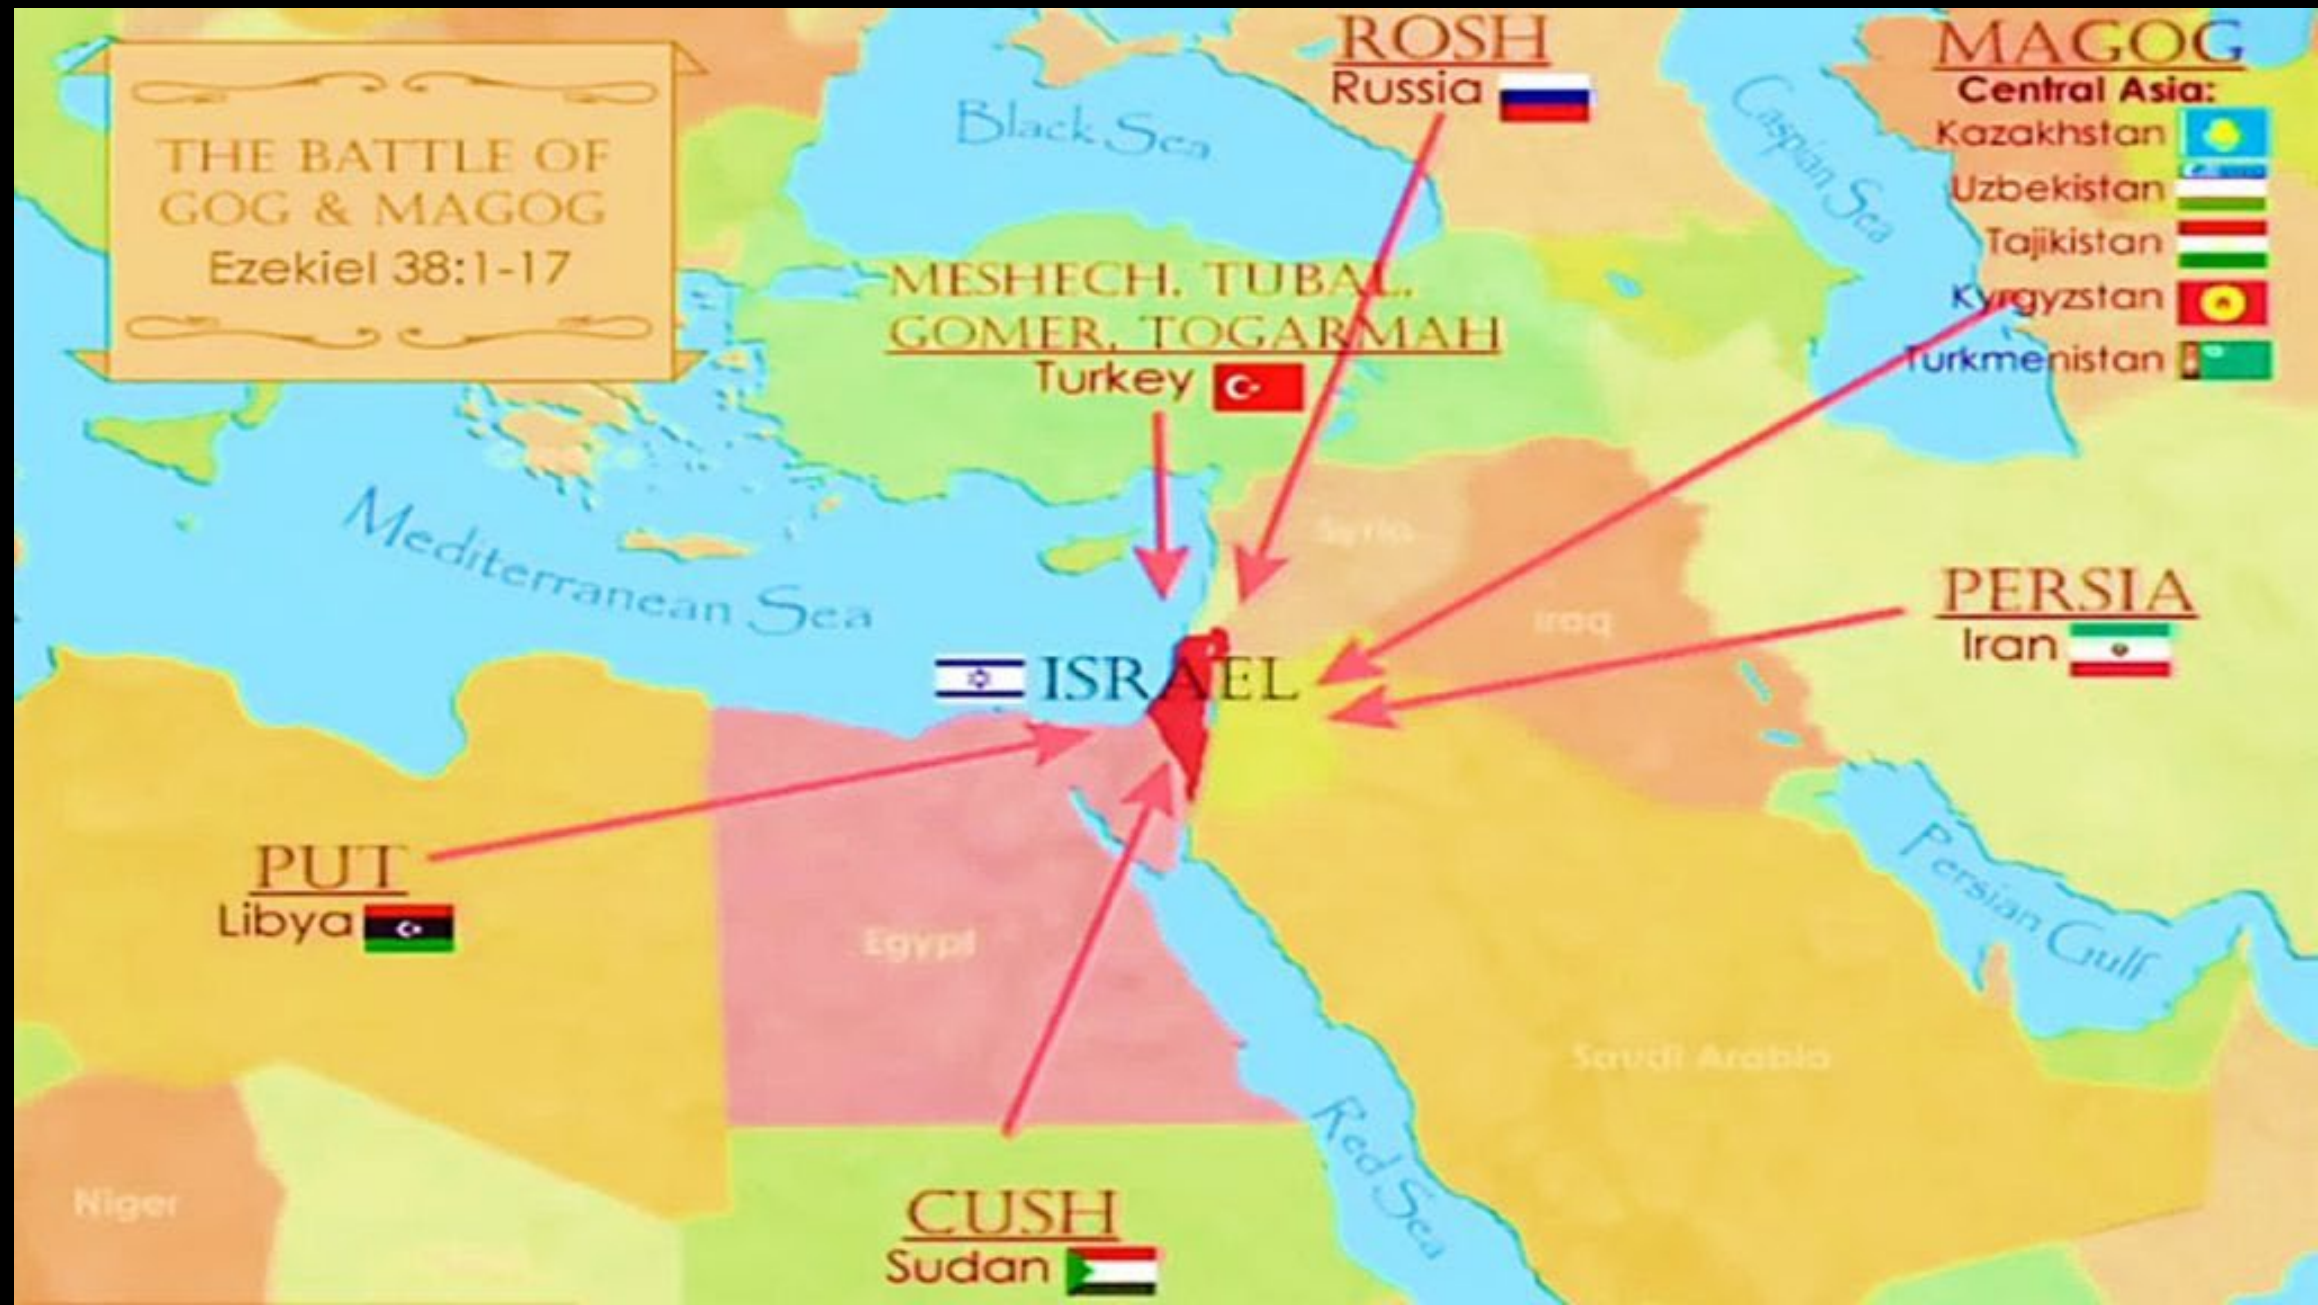 THE BATTLE OF
GOG & MAGOG
Ezekiel 38:1-17
ROSH
Russia
MAGOG
Central Asia:
Kazakhstan
Uzbekistan
Tajikistan
Kyrgyzstan
Turkmenistan
Black Sea
Caspian Sea
MESHECH, TUBAL,
GOMER, TOGARMAH
Turkey
Mediterranean Sea
Syria
Iraq
PERSIA
Iran
ISRAEL
PUT
Libya
Egypt
Persian Gulf
Saudi Arabia
Red Sea
Niger
CUSH
Sudan